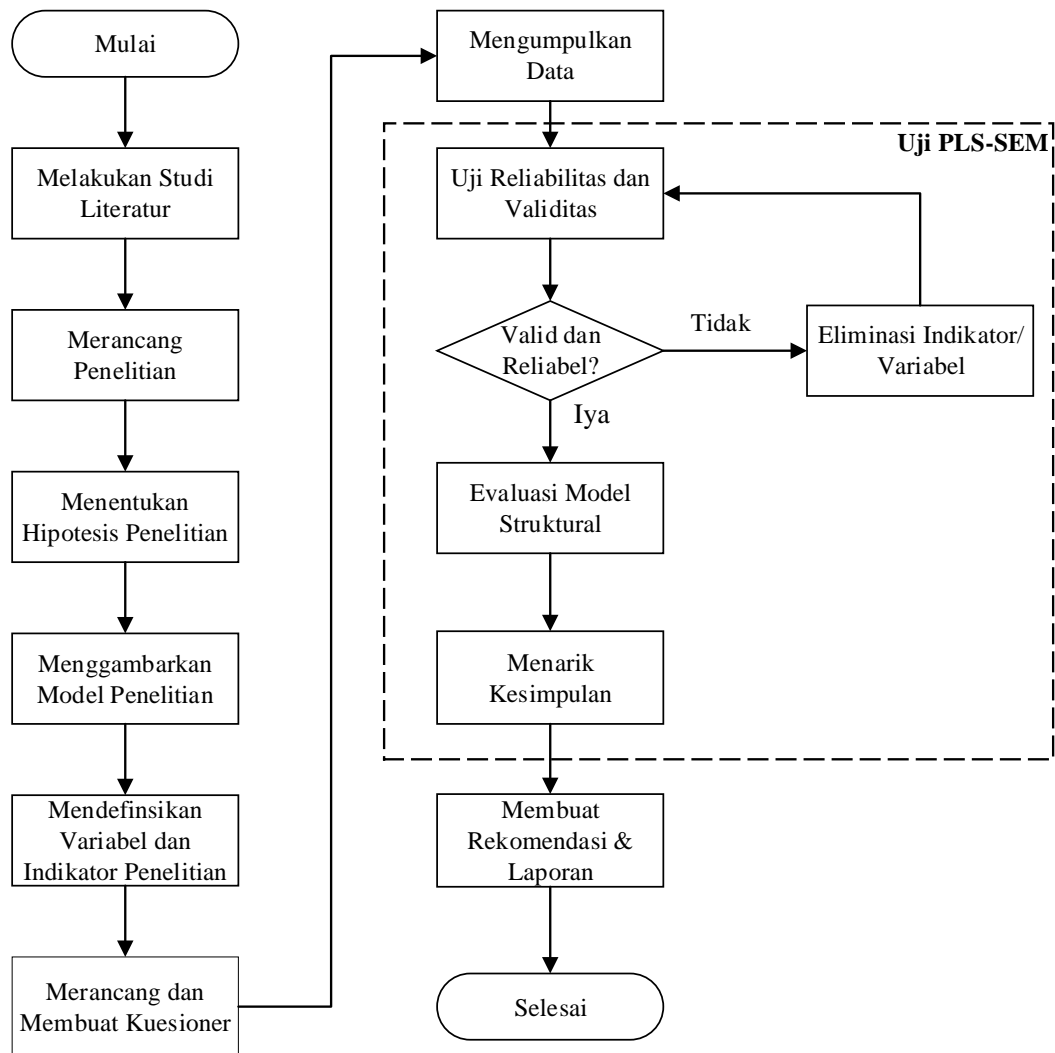 Mulai
Melakukan Studi
Literatur
Merancang
Penelitian
Menentukan
Hipotesis Penelitian
Menggambarkan
Model Penelitian
Mendefinsikan
Variabel dan
Indikator Penelitian
Merancang dan
Membuat Kuesioner
Mengumpulkan
Data
Uji PLS-SEM
Uji Reliabilitas dan
Validitas
Valid dan
Reliabel?
Tidak
Eliminasi Indikator/
Variabel
Iya
Evaluasi Model
Struktural
Menarik
Kesimpulan
Membuat
Rekomendasi &
Laporan
Selesai